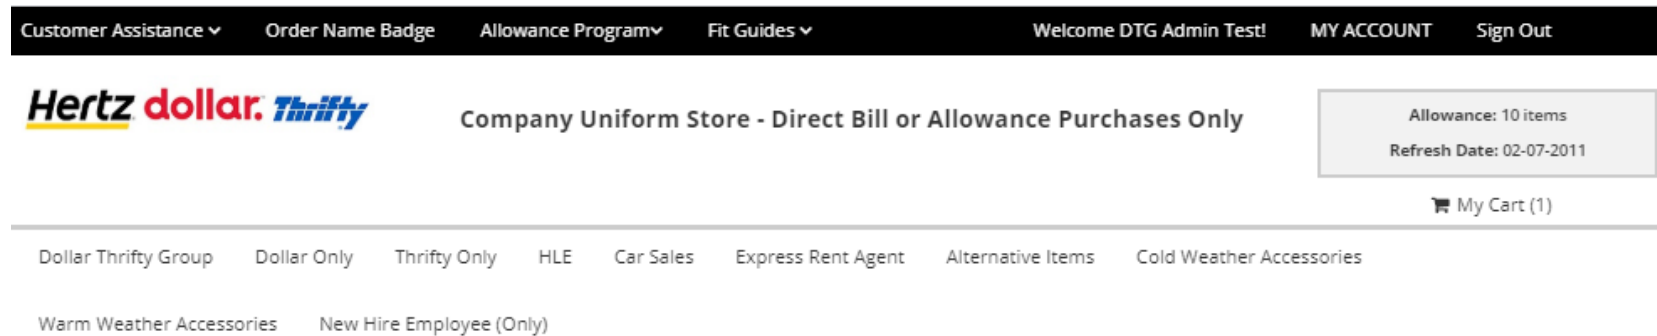 Customer Assistance Order Name Badge Allowance Program Fit Guides Welcome DTG Admin Test! MY ACCOUNT Sign Out
Hertz dollar. Thrifty
Company Uniform Store - Direct Bill or Allowance Purchases Only
Allowance: 10 items
Refresh Date: 02-07-2011
My Cart (1)
Dollar Thrifty Group Dollar Only Thrifty Only HLE Car Sales Express Rent Agent Alternative Items Cold Weather Accessories
Warm Weather Accessories New Hire Employee (Only)